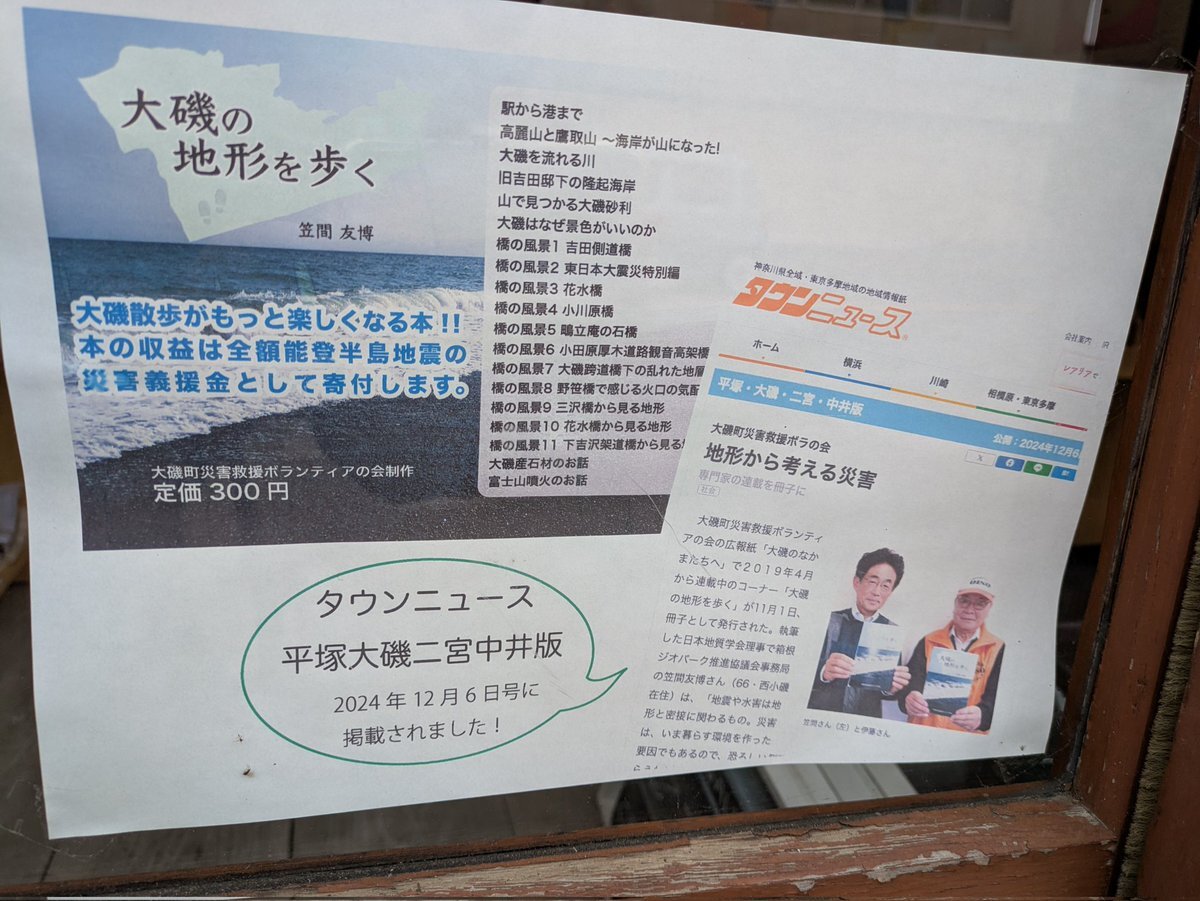 大磯の
地形を歩く
笠間 友博
大磯散歩がもっと楽しくなる本!!
本の収益は全額能登半島地震の
災害義援金として寄付します。
大磯町災害救援ボランティアの会制作
定価 300 円
駅から港まで
高麗山と鷹取山 ～海岸が山になった!
大磯を流れる川
旧吉田邸下の隆起海岸
山で見つかる大磯砂利
大磯はなぜ景色がいいのか
橋の風景1 吉田側道橋
橋の風景2 東日本大震災特別編
橋の風景3 花水橋
橋の風景4 小川原橋
橋の風景5 鴫立庵の石橋
橋の風景6 小田原厚木道路観音高架橋
橋の風景7 大磯跨道橋下の乱れた地層
橋の風景8 野笹橋で感じる火口の気配
橋の風景9 三沢橋から見る地形
橋の風景10 花水橋から見る地形
橋の風景11 下吉沢架道橋から見る
大磯産石材のお話
富士山噴火のお話
タウンニュース
平塚大磯二宮中井版
2024 年 12 月 6 日号に
掲載されました！
神奈川県全域・東京多摩地域の地域情報紙
タウンニュース
会社案内
ホーム
横浜
川崎
相模原・東京多摩
平塚・大磯・二宮・中井版
公開：2024年12月6
大磯町災害救援ボラの会
地形から考える災害
専門家の連載を冊子に
社会
大磯町災害救援ボランティ
アの会の広報紙「大磯のなか
またちへ」で２０１９年４月
から連載中のコーナー「大磯
の地形を歩く」が11月1日、
冊子として発行された。執筆
した日本地質学会理事で箱根
ジオパーク推進協議会事務局
の笠間友博さん（66・西小磯
在住）は、「地震や水害は地
形と密接に関わるもの。災害
は、いま暮らす環境を作った
要因でもあるので、恐ろしい
笠間さん（左）と伊藤さん